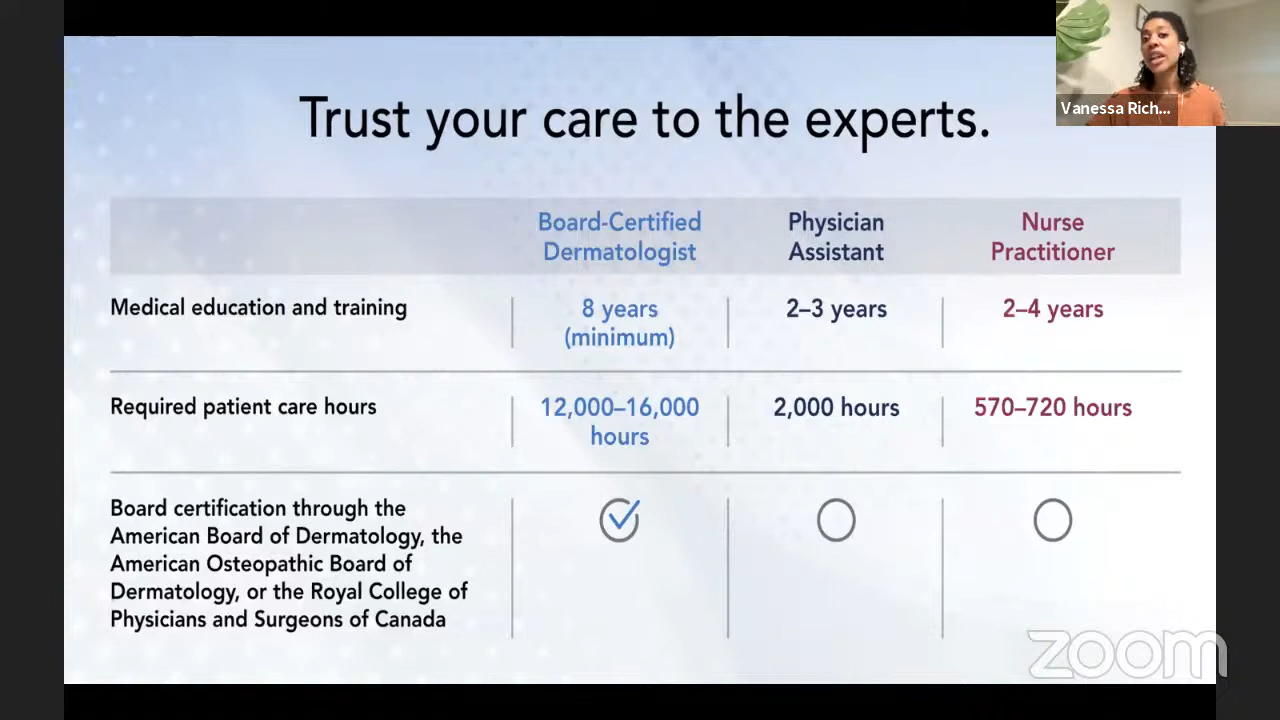 Trust your care to the experts.
Vanessa Rich...
Board-Certified
Dermatologist
Physician
Assistant
Nurse
Practitioner
Medical education and training
8 years
(minimum)
2–3 years
2–4 years
Required patient care hours
12,000–16,000
hours
2,000 hours
570–720 hours
Board certification through the
American Board of Dermatology, the
American Osteopathic Board of
Dermatology, or the Royal College of
Physicians and Surgeons of Canada
zoom